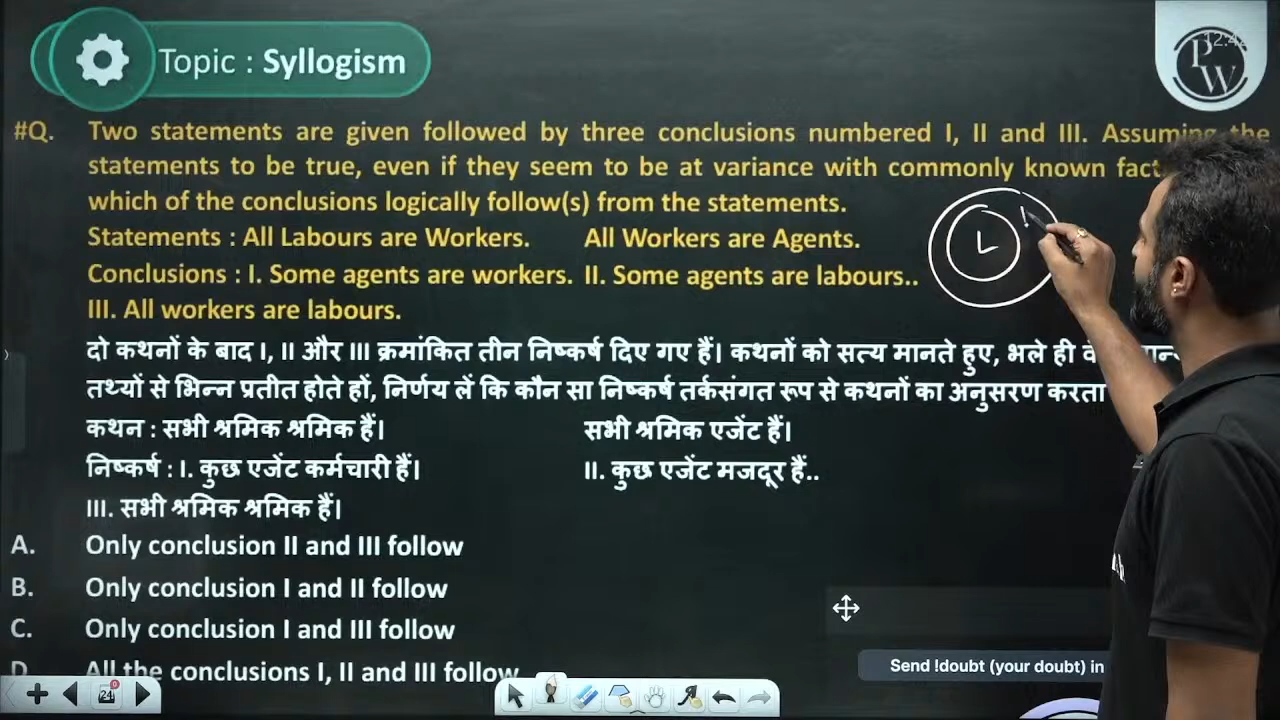 Topic : Syllogism
PW
12:4
#Q. Two statements are given followed by three conclusions numbered I, II and III. Assuming the
statements to be true, even if they seem to be at variance with commonly known
which of the conclusions logically follow(s) from the statements.
Statements : All Labours are Workers. All Workers are Agents.
Conclusions : I. Some agents are workers. II. Some agents are labours..
III. All workers are labours.
L
दो कथनों के बाद I, II और III क्रमांकित तीन निष्कर्ष दिए गए हैं। कथनों को सत्य मानते हुए, भले ही
तथ्यों से भिन्न प्रतीत होते हों, निर्णय लें कि कौन सा निष्कर्ष तर्कसंगत रूप से कथनों का अनुसरण करता
कथन : सभी श्रमिक श्रमिक हैं। सभी श्रमिक एजेंट हैं।
निष्कर्ष : I. कुछ एजेंट कर्मचारी हैं। II. कुछ एजेंट मजदूर हैं..
III. सभी श्रमिक श्रमिक हैं।
A. Only conclusion II and III follow
B. Only conclusion I and II follow
C. Only conclusion I and III follow
D. All the conclusions I, II and III follow
Send !doubt (your doubt) in
24